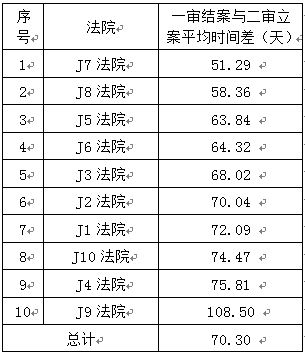 序号 法院 一审结案与二审立案平均时间差（天）
1 J7 法院 51.29
2 J8 法院 58.36
3 J5 法院 63.84
4 J6 法院 64.32
5 J3 法院 68.02
6 J2 法院 70.04
7 J1 法院 72.09
8 J10 法院 74.47
9 J4 法院 75.81
10 J9 法院 108.50
总计 70.30